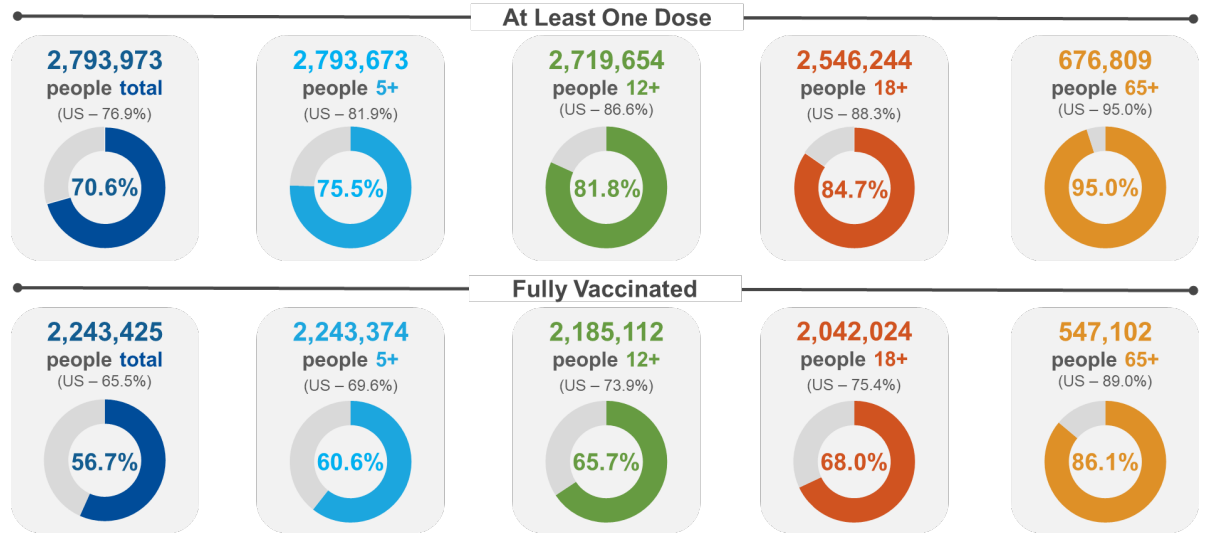 At Least One Dose
2,793,973
people total
(US – 76.9%)
70.6%
2,793,673
people 5+
(US – 81.9%)
75.5%
2,719,654
people 12+
(US – 86.6%)
81.8%
2,546,244
people 18+
(US – 88.3%)
84.7%
676,809
people 65+
(US – 95.0%)
95.0%
Fully Vaccinated
2,243,425
people total
(US – 65.5%)
56.7%
2,243,374
people 5+
(US – 69.6%)
60.6%
2,185,112
people 12+
(US – 73.9%)
65.7%
2,042,024
people 18+
(US – 75.4%)
68.0%
547,102
people 65+
(US – 89.0%)
86.1%